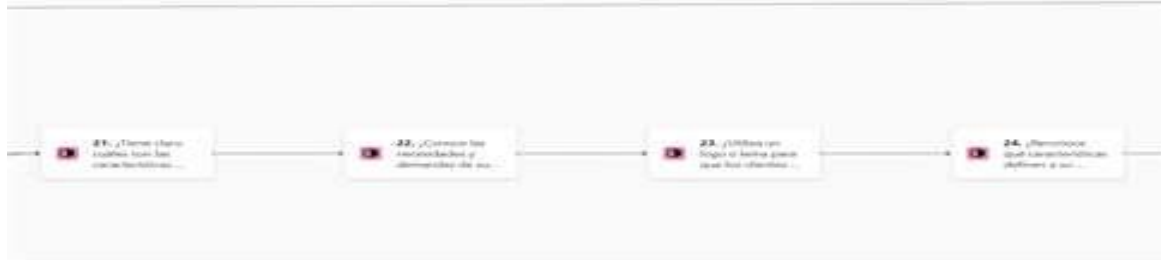 21. ¿Tiene claro
cuáles son las
características ...
22. ¿Conoce las
necesidades y
demandas de su...
23. ¿Utiliza un
logo o lema para
que los clientes ...
24. ¿Reconoce
qué características
definen a su ...